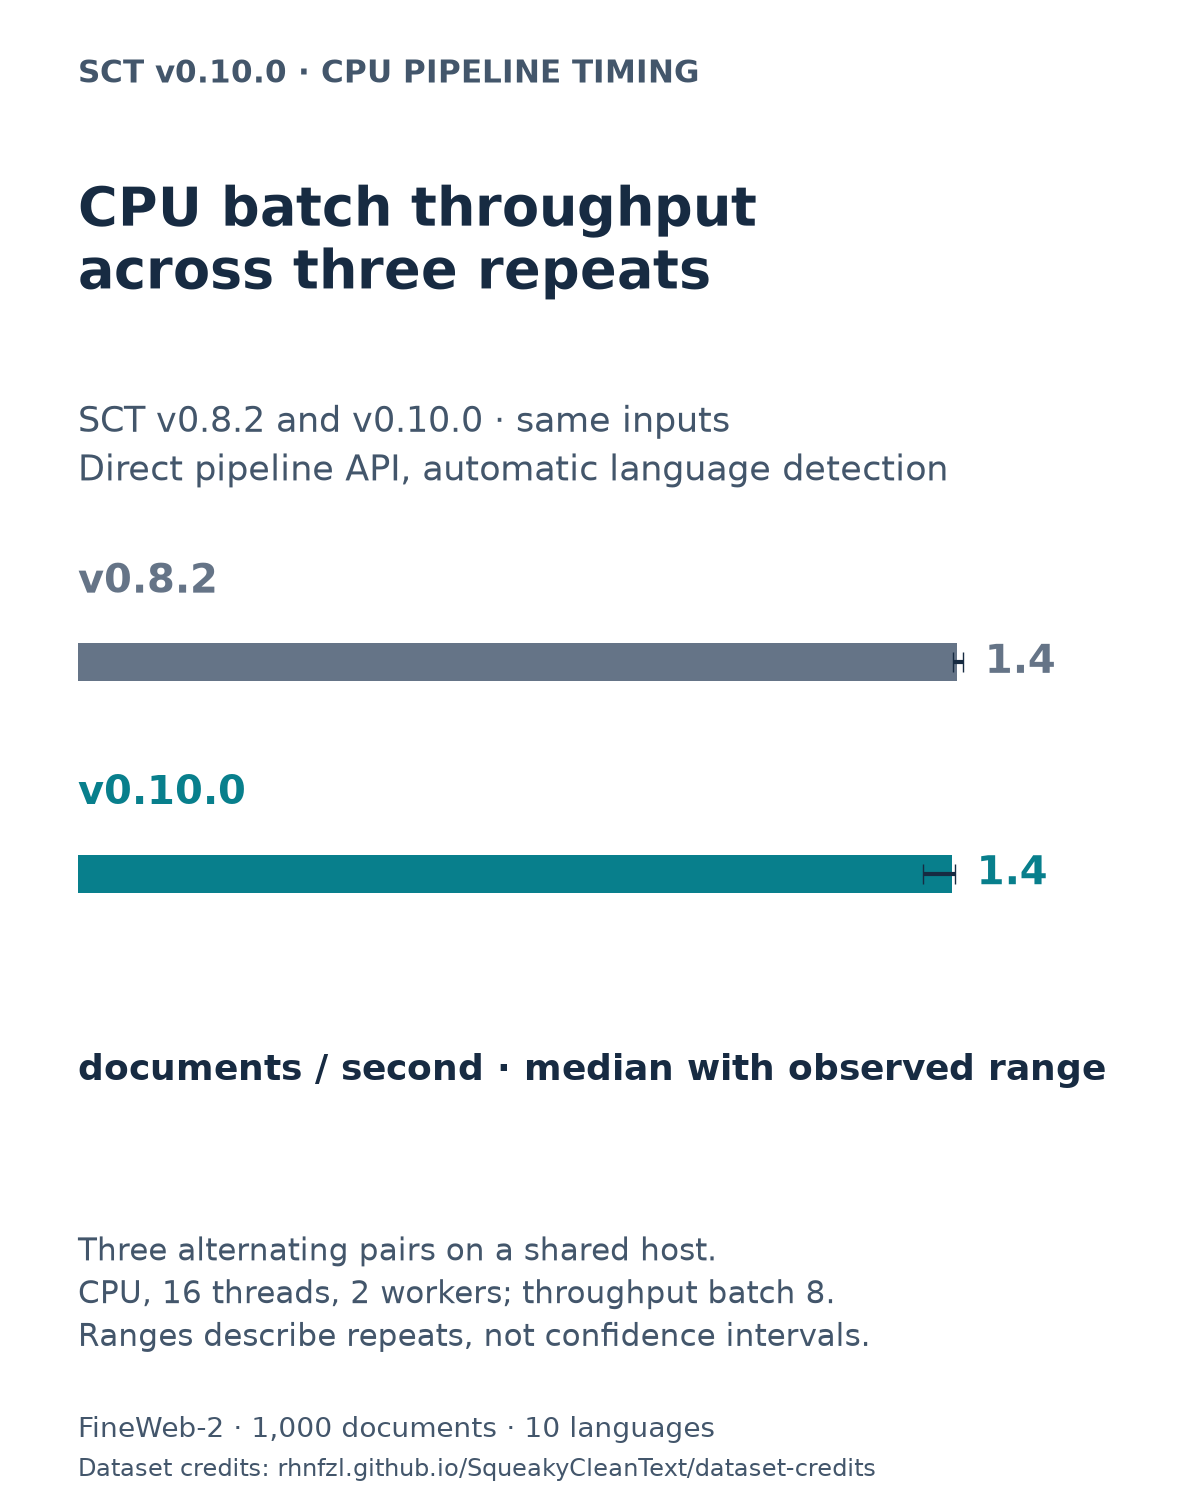 SCT v0.10.0 · CPU PIPELINE TIMING
CPU batch throughput
across three repeats
SCT v0.8.2 and v0.10.0 · same inputs
Direct pipeline API, automatic language detection
v0.8.2
1.4
v0.10.0
1.4
documents / second · median with observed range
Three alternating pairs on a shared host.
CPU, 16 threads, 2 workers; throughput batch 8.
Ranges describe repeats, not confidence intervals.
FineWeb-2 · 1,000 documents · 10 languages
Dataset credits: rhnfzl.github.io/SqueakyCleanText/dataset-credits